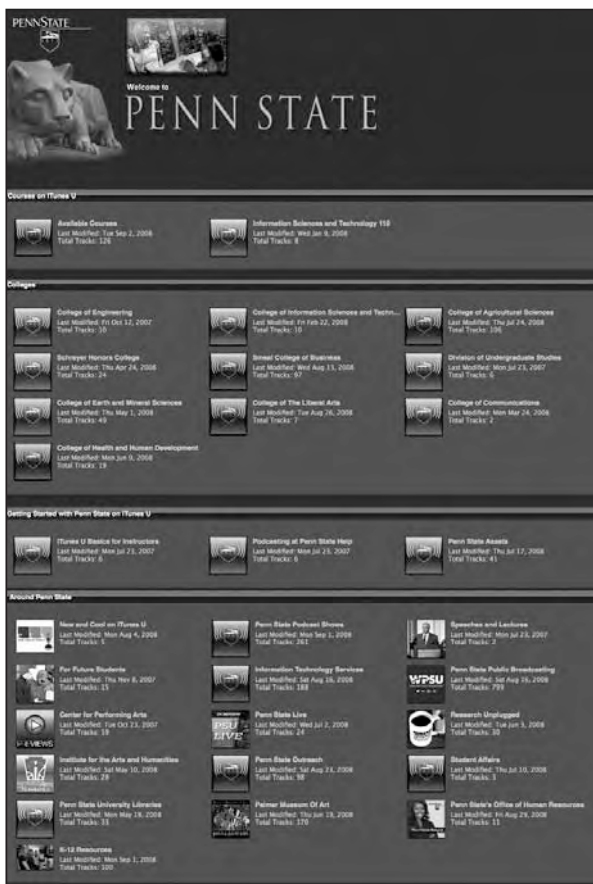 PENNSTATE
Welcome to
PENN STATE
Courses on iTunes U
Available Courses
Last Modified: Tue Sep 2, 2008
Total Tracks: 126
Information Sciences and Technology 110
Last Modified: Wed Jan 9, 2008
Total Tracks: 8
Colleges
College of Engineering
Last Modified: Fri Oct 12, 2007
Total Tracks: 10
College of Information Sciences and Techn...
Last Modified: Fri Feb 22, 2008
Total Tracks: 10
College of Agricultural Sciences
Last Modified: Thu Jul 24, 2008
Total Tracks: 106
Schreyer Honors College
Last Modified: Thu Apr 24, 2008
Total Tracks: 24
Smeal College of Business
Last Modified: Wed Aug 13, 2008
Total Tracks: 97
Division of Undergraduate Studies
Last Modified: Mon Jul 23, 2007
Total Tracks: 6
College of Earth and Mineral Sciences
Last Modified: Thu May 1, 2008
Total Tracks: 49
College of The Liberal Arts
Last Modified: Tue Aug 26, 2008
Total Tracks: 7
College of Communications
Last Modified: Mon Mar 24, 2008
Total Tracks: 2
College of Health and Human Development
Last Modified: Mon Jun 9, 2008
Total Tracks: 19
Getting Started with Penn State on iTunes U
iTunes U Basics for Instructors
Last Modified: Mon Jul 23, 2007
Total Tracks: 6
Podcasting at Penn State Help
Last Modified: Mon Jul 23, 2007
Total Tracks: 6
Penn State Assets
Last Modified: Thu Jul 17, 2008
Total Tracks: 41
Around Penn State
New and Cool on iTunes U
Last Modified: Mon Aug 4, 2008
Total Tracks: 5
Penn State Podcast Shows
Last Modified: Mon Sep 1, 2008
Total Tracks: 261
Speeches and Lectures
Last Modified: Mon Jul 23, 2007
Total Tracks: 2
For Future Students
Last Modified: Thu Nov 8, 2007
Total Tracks: 15
Information Technology Services
Last Modified: Sat Aug 16, 2008
Total Tracks: 188
WPSU
Penn State Public Broadcasting
Last Modified: Sat Aug 16, 2008
Total Tracks: 799
Center for Performing Arts
Last Modified: Tue Oct 23, 2007
Total Tracks: 19
PSU
LIVE
Penn State Live
Last Modified: Wed Jul 2, 2008
Total Tracks: 24
Research Unplugged
Last Modified: Tue Jun 3, 2008
Total Tracks: 30
Institute for the Arts and Humanities
Last Modified: Sat May 10, 2008
Total Tracks: 29
Penn State Outreach
Last Modified: Sat Aug 23, 2008
Total Tracks: 98
Student Affairs
Last Modified: Thu Jul 10, 2008
Total Tracks: 3
Penn State University Libraries
Last Modified: Mon May 19, 2008
Total Tracks: 33
Palmer Museum Of Art
Last Modified: Thu Jun 19, 2008
Total Tracks: 170
Penn State's Office of Human Resources
Last Modified: Fri Aug 29, 2008
Total Tracks: 11
K-12 Resources
Last Modified: Mon Sep 1, 2008
Total Tracks: 100